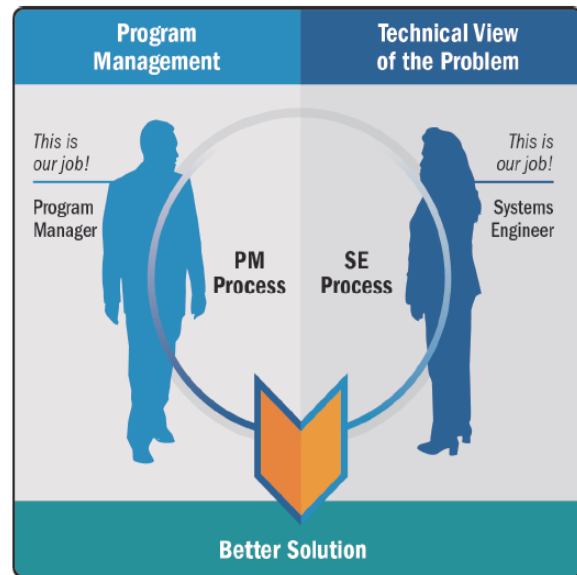 Program
Management
Technical View
of the Problem
This is
our job!
Program
Manager
This is
our job!
Systems
Engineer
PM
Process
SE
Process
Better Solution